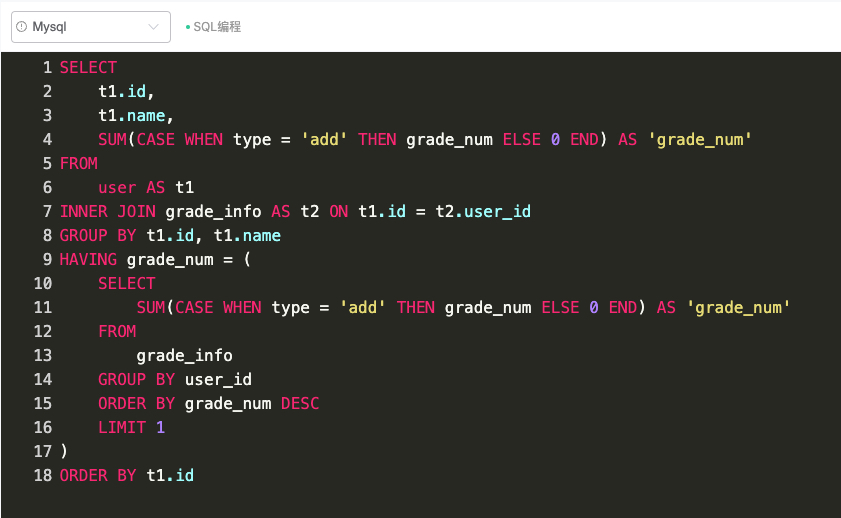 Mysql
SQL编程
1 SELECT
2     t1.id,
3     t1.name,
4     SUM(CASE WHEN type = 'add' THEN grade_num ELSE 0 END) AS 'grade_num'
5 FROM
6     user AS t1
7 INNER JOIN grade_info AS t2 ON t1.id = t2.user_id
8 GROUP BY t1.id, t1.name
9 HAVING grade_num = (
10     SELECT
11         SUM(CASE WHEN type = 'add' THEN grade_num ELSE 0 END) AS 'grade_num'
12     FROM
13         grade_info
14     GROUP BY user_id
15     ORDER BY grade_num DESC
16     LIMIT 1
17 )
18 ORDER BY t1.id